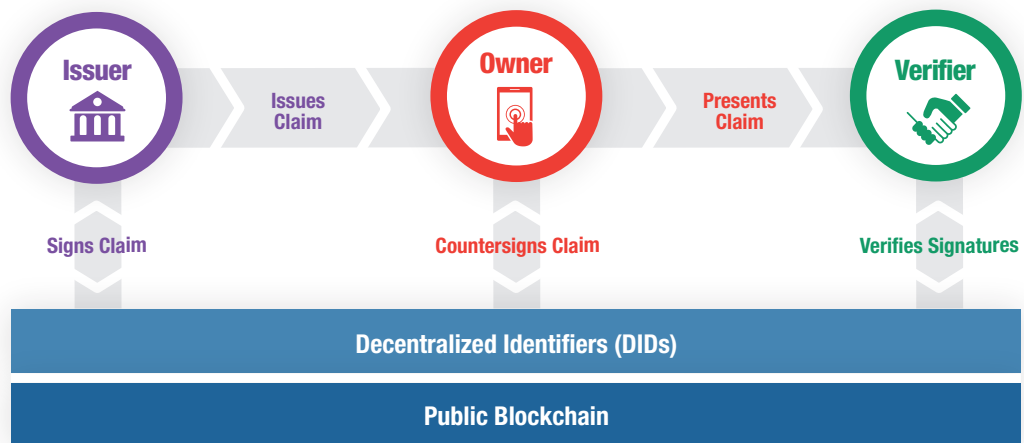 Issuer
Owner
Verifier
Issues
Claim
Presents
Claim
Signs Claim
Countersigns Claim
Verifies Signatures
Decentralized Identifiers (DIDs)
Public Blockchain